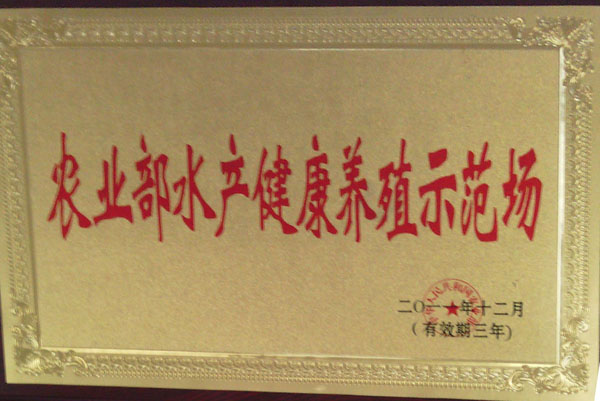 农业部水产健康养殖示范场
二〇一一年十二月
(有效期三年)